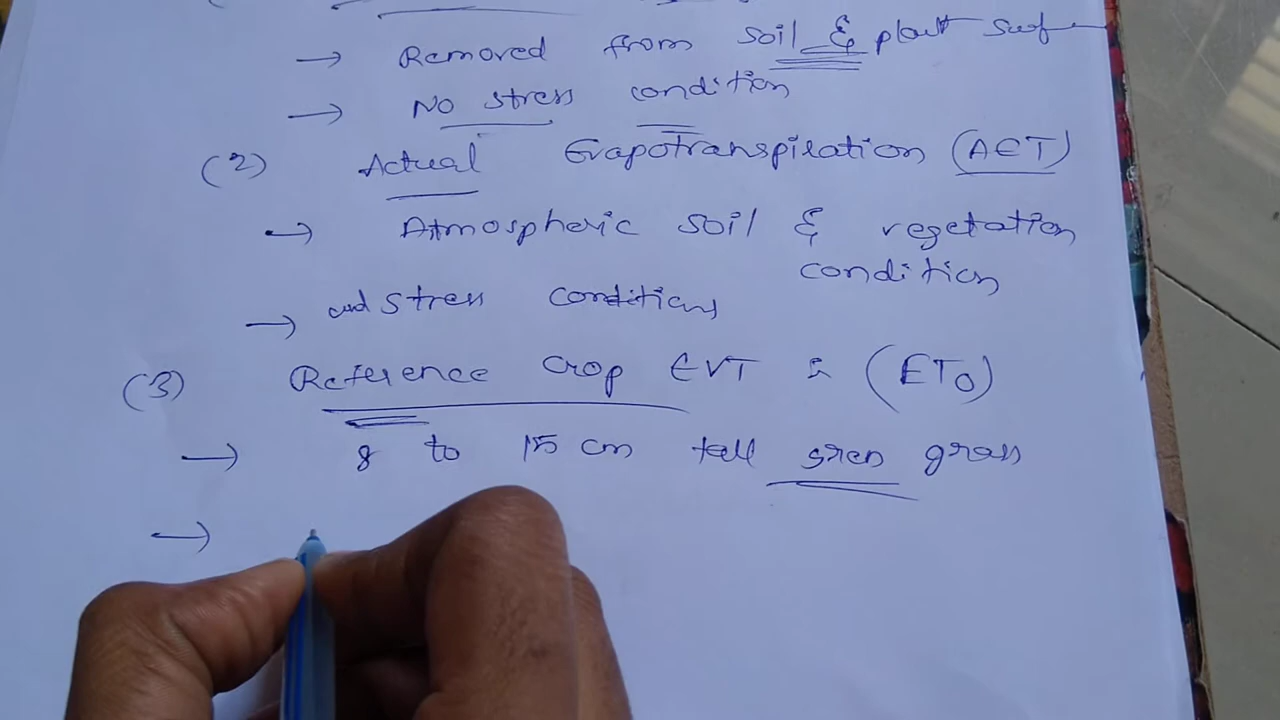 → Removed from soil & plant surf
→ No stress condition
(2) Actual Evapotranspiration (AET)
→ Atmospheric soil & vegetation
condition
→ and stress conditions
(3) Reference crop EVT (ETo)
→ 8 to 15 cm tall green grass
→